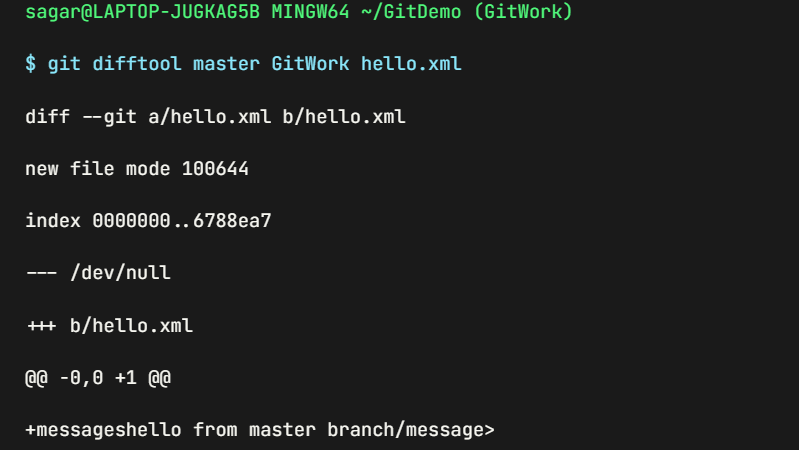 sagar@LAPTOP-JUGKAG5B MINGW64 ~/GitDemo (GitWork)
$ git difftool master GitWork hello.xml
diff --git a/hello.xml b/hello.xml
new file mode 100644
index 0000000..6788ea7
--- /dev/null
+++ b/hello.xml
@@ -0,0 +1 @@
+messageshello from master branch/message>